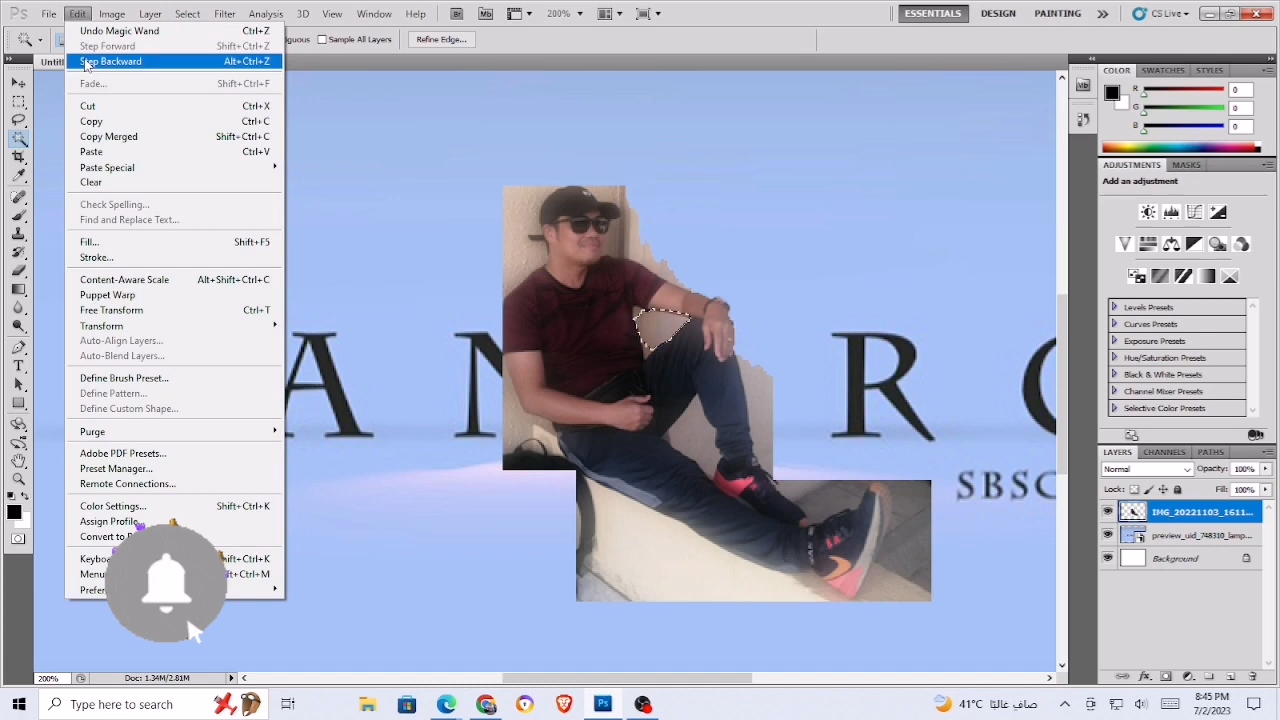 Ps File Edit Image Layer Select Filter Analysis 3D View Window Help Br Mb 200% ESSENTIALS DESIGN PAINTING CS Live
Sample All Layers Refine Edge...
Undo Magic Wand Ctrl+Z
Step Forward Shift+Ctrl+Z
Step Backward Alt+Ctrl+Z
Fade... Shift+Ctrl+F
Cut Ctrl+X
Copy Ctrl+C
Copy Merged Shift+Ctrl+C
Paste Ctrl+V
Paste Special
Clear
Check Spelling...
Find and Replace Text...
Fill... Shift+F5
Stroke...
Content-Aware Scale Alt+Shift+Ctrl+C
Puppet Warp
Free Transform Ctrl+T
Transform
Auto-Align Layers...
Auto-Blend Layers...
Define Brush Preset...
Define Pattern...
Define Custom Shape...
Purge
Adobe PDF Presets...
Preset Manager...
Remote Connections...
Color Settings... Shift+Ctrl+K
Assign Profile...
COLOR SWATCHES STYLES
R 0
G 0
B 0
ADJUSTMENTS MASKS
Add an adjustment
Levels Presets
Curves Presets
Exposure Presets
Hue/Saturation Presets
Black & White Presets
Channel Mixer Presets
Selective Color Presets
LAYERS CHANNELS PATHS
Normal Opacity: 100%
Lock: Fill: 100%
IMG_20221103_1611...
preview_uid_748310_lamp...
Background
A N R
SBSC
200% Doc: 1.34M/2.81M
Type here to search
41°C صافٍ غالبًا
8:45 PM
7/2/2023